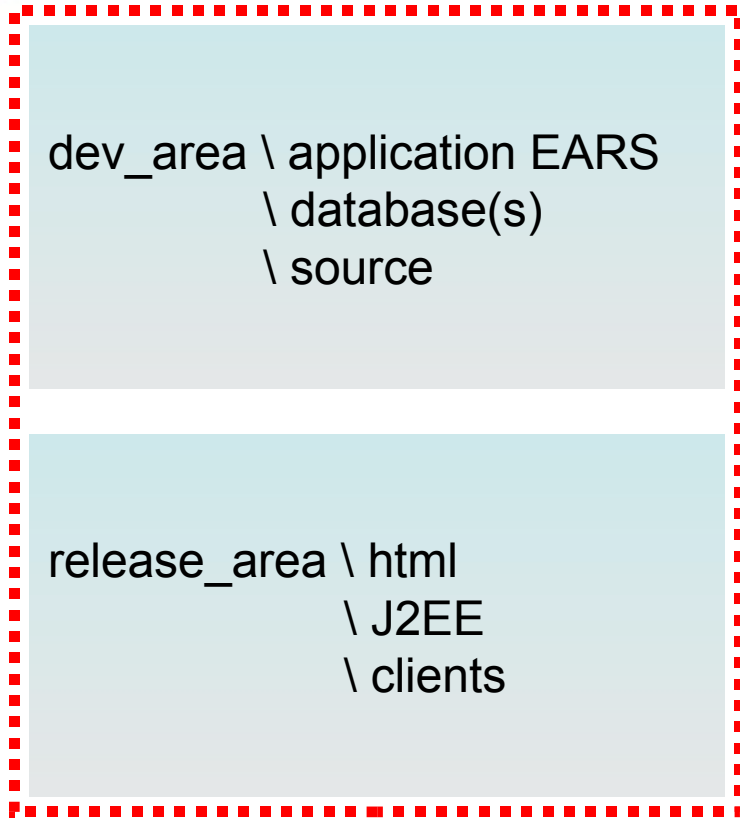 dev_area \ application EARS
\ database(s)
\ source
release_area \ html
\ J2EE
\ clients